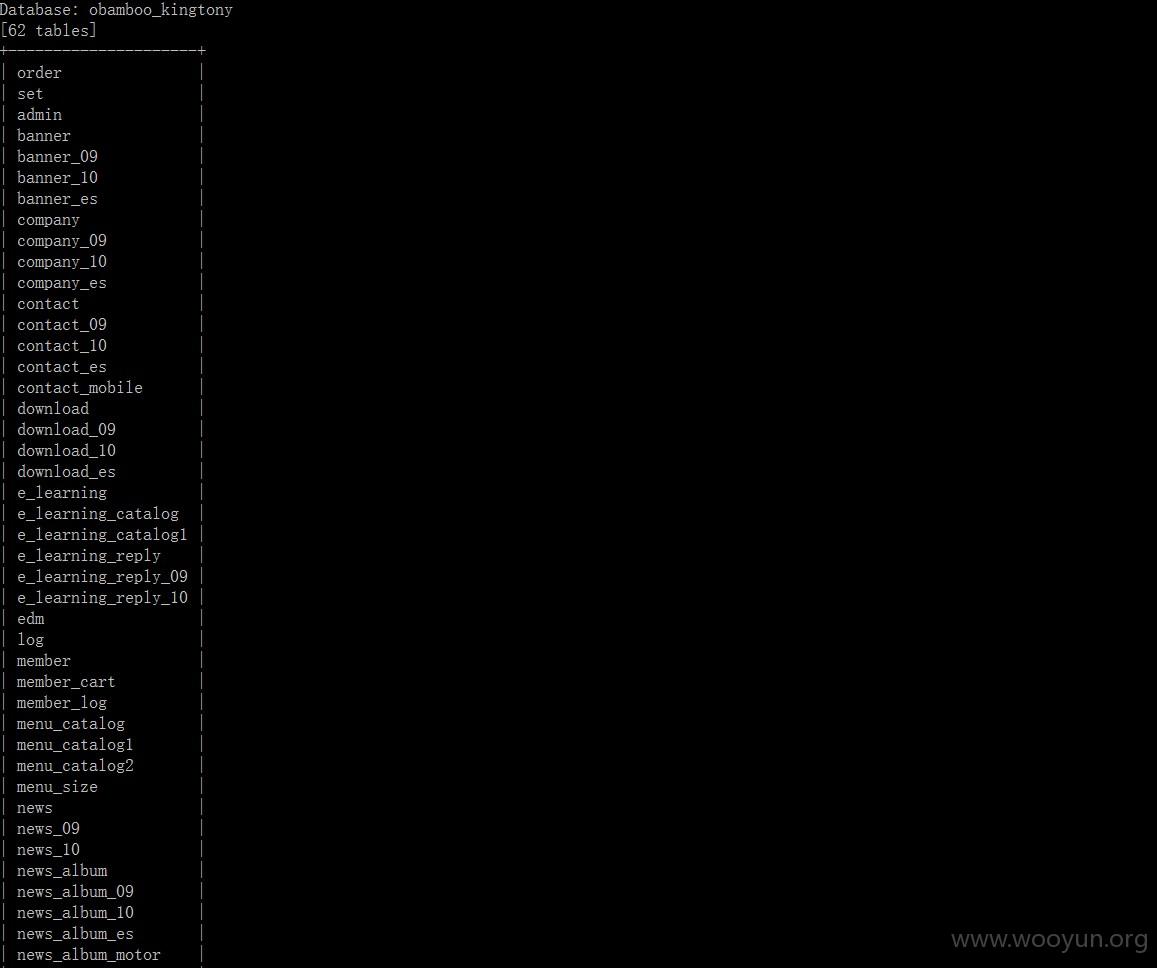 Database: obamboo_kingtony
[62 tables]
+---------------------+
| order |
| set |
| admin |
| banner |
| banner_09 |
| banner_10 |
| banner_es |
| company |
| company_09 |
| company_10 |
| company_es |
| contact |
| contact_09 |
| contact_10 |
| contact_es |
| contact_mobile |
| download |
| download_09 |
| download_10 |
| download_es |
| e_learning |
| e_learning_catalog |
| e_learning_catalog1 |
| e_learning_reply |
| e_learning_reply_09 |
| e_learning_reply_10 |
| edm |
| log |
| member |
| member_cart |
| member_log |
| menu_catalog |
| menu_catalog1 |
| menu_catalog2 |
| menu_size |
| news |
| news_09 |
| news_10 |
| news_album |
| news_album_09 |
| news_album_10 |
| news_album_es |
| news_album_motor |
www.wooyun.org